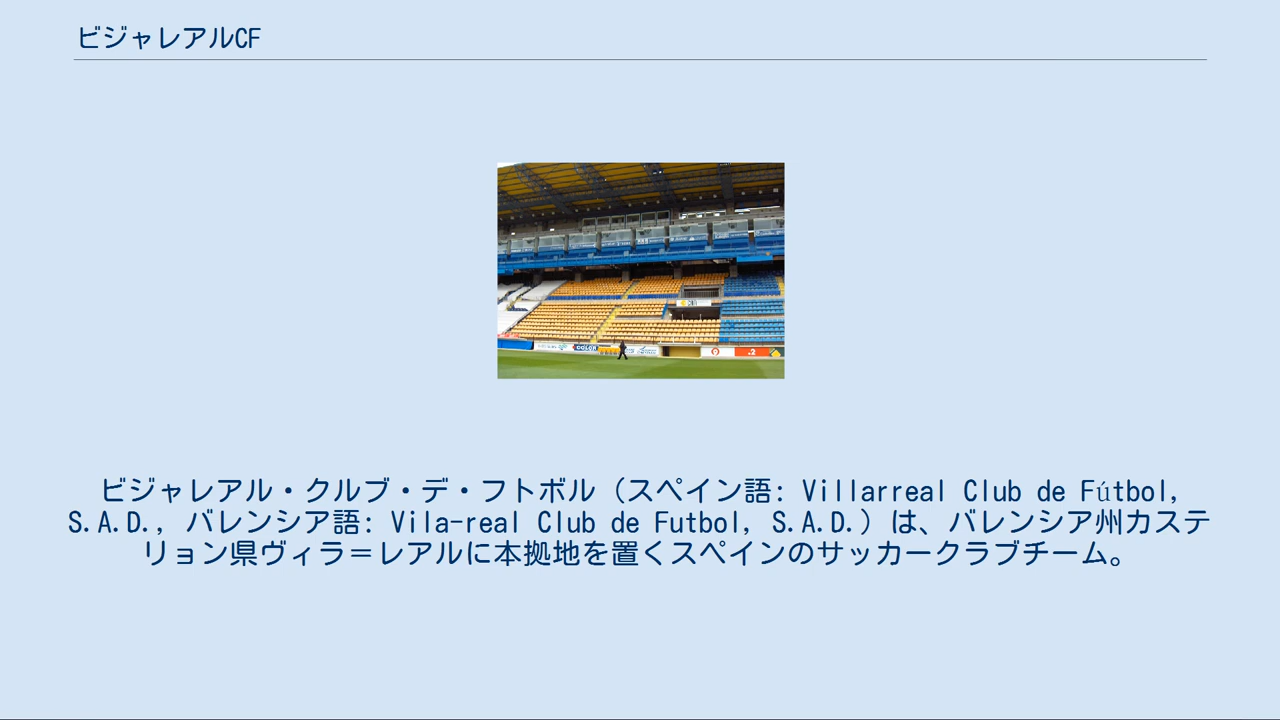 ビジャレアルCF
ビジャレアル・クルブ・デ・フトボル（スペイン語: Villarreal Club de Fútbol,
S.A.D., バレンシア語: Vila-real Club de Futbol, S.A.D.）は、バレンシア州カステ
リョン県ヴィラ＝レアルに本拠地を置くスペインのサッカークラブチーム。